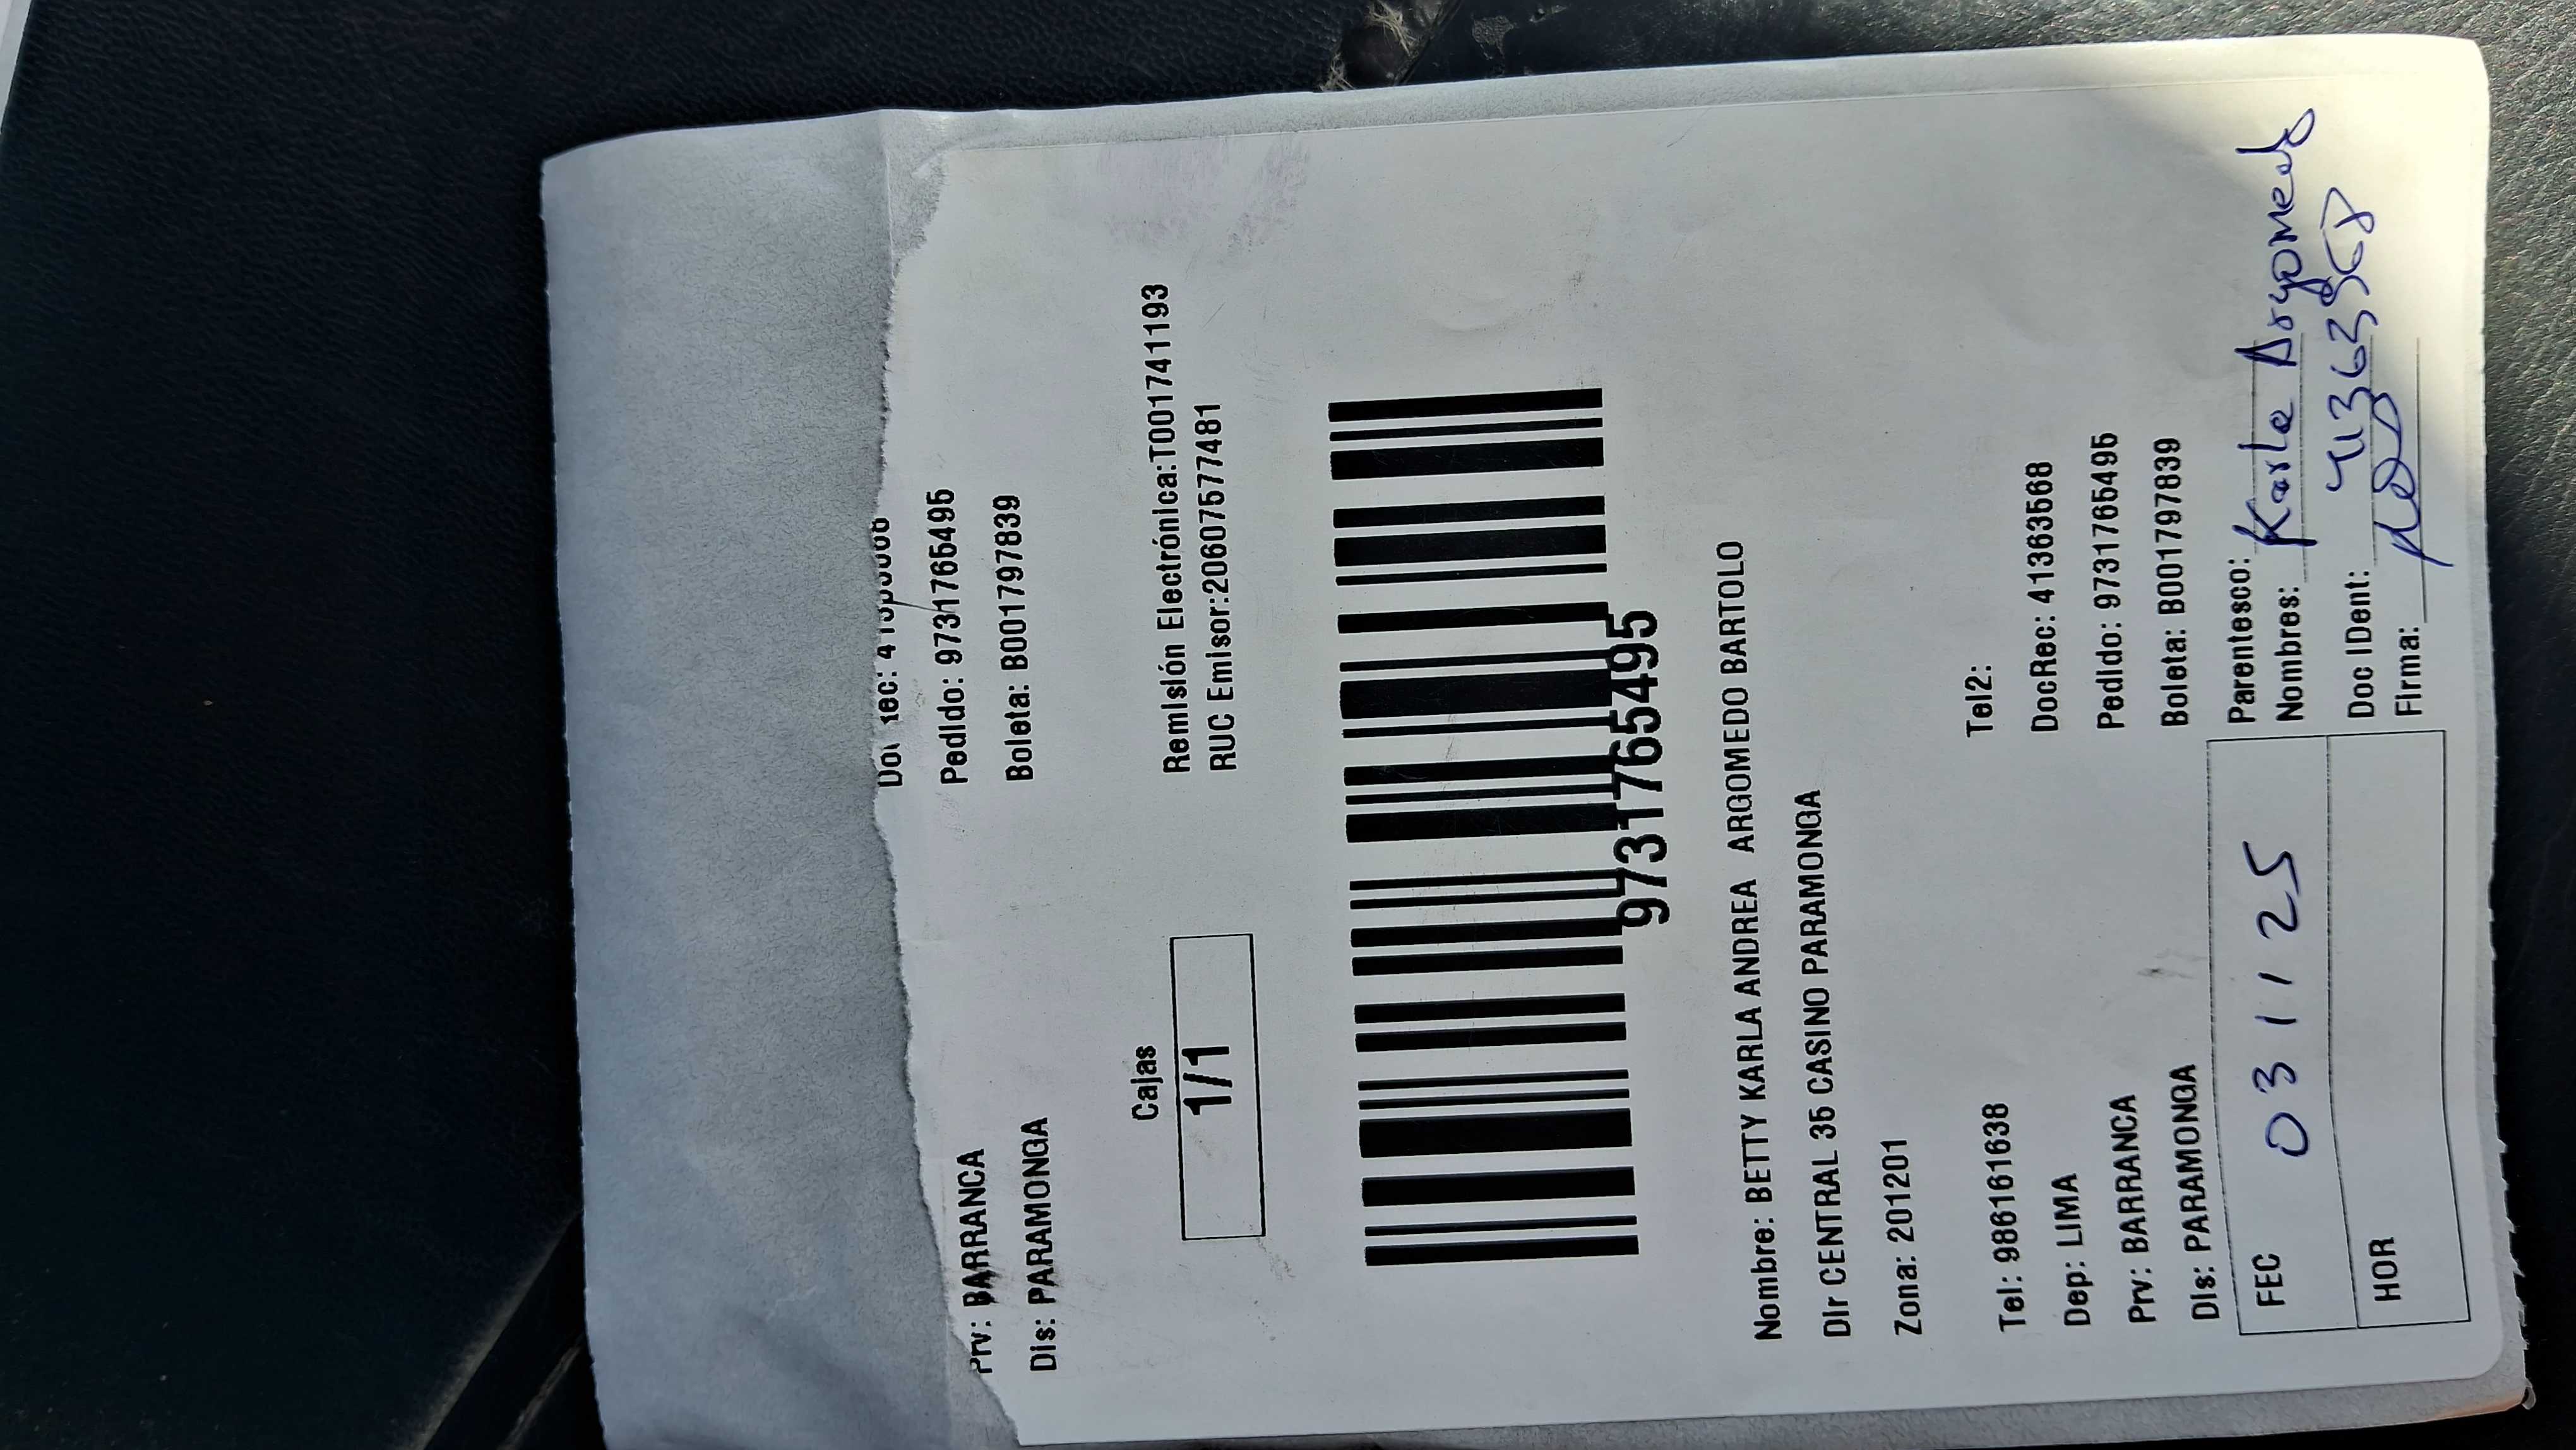 Prv: BARRANCA
Dis: PARAMONGA
Pedido: 9731765495
Boleta: B001797839
Cajas
1/1
Remisión Electrónica:T001741193
RUC Emisor:20607577481
9731765495
Nombre: BETTY KARLA ANDREA ARGOMEDO BARTOLO
Dir CENTRAL 35 CASINO PARAMONGA
Zona: 201201
Tel: 986161638
Tel2:
Dep: LIMA
DocRec: 41363568
Prv: BARRANCA
Pedido: 9731765495
Dis: PARAMONGA
Boleta: B001797839
FEC 03 11 25
HOR
Parentesco:
Nombres: Karla Argomedo
Doc IDent:
Firma: